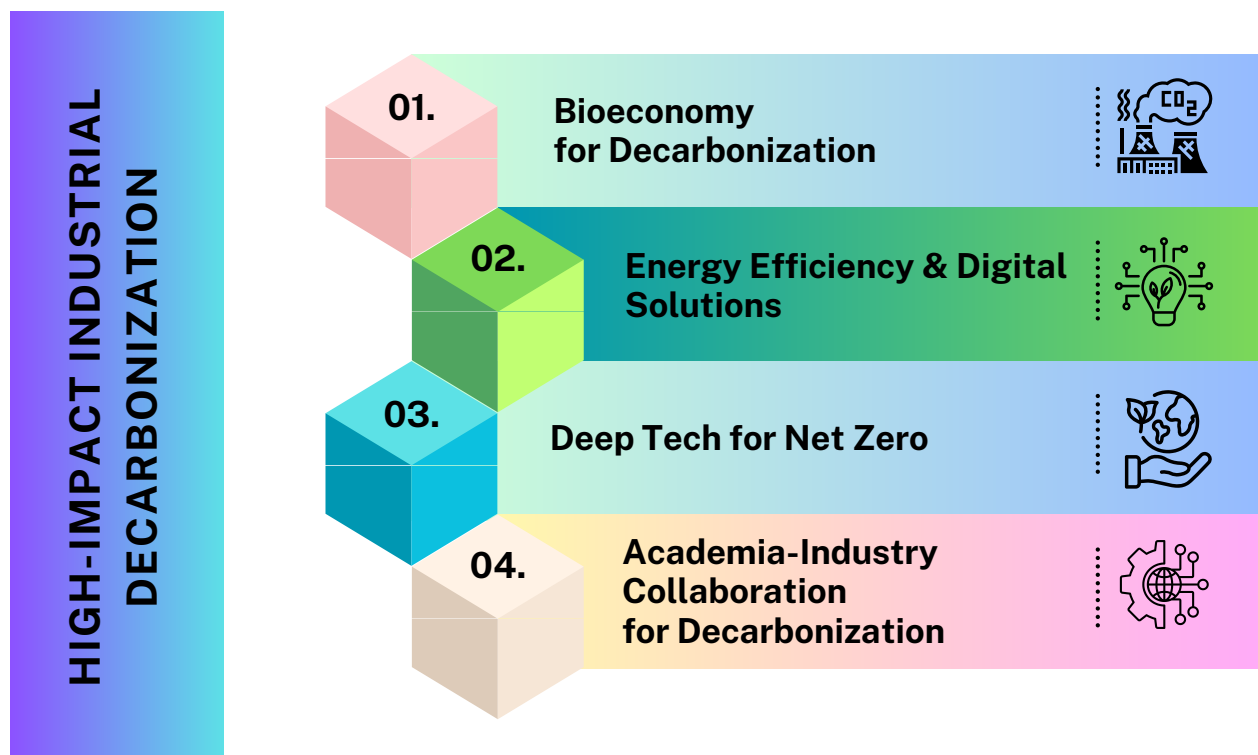 HIGH-IMPACT INDUSTRIAL
DECARBONIZATION
01.
Bioeconomy
for Decarbonization
CO2
02.
Energy Efficiency & Digital
Solutions
03.
Deep Tech for Net Zero
04.
Academia-Industry
Collaboration
for Decarbonization